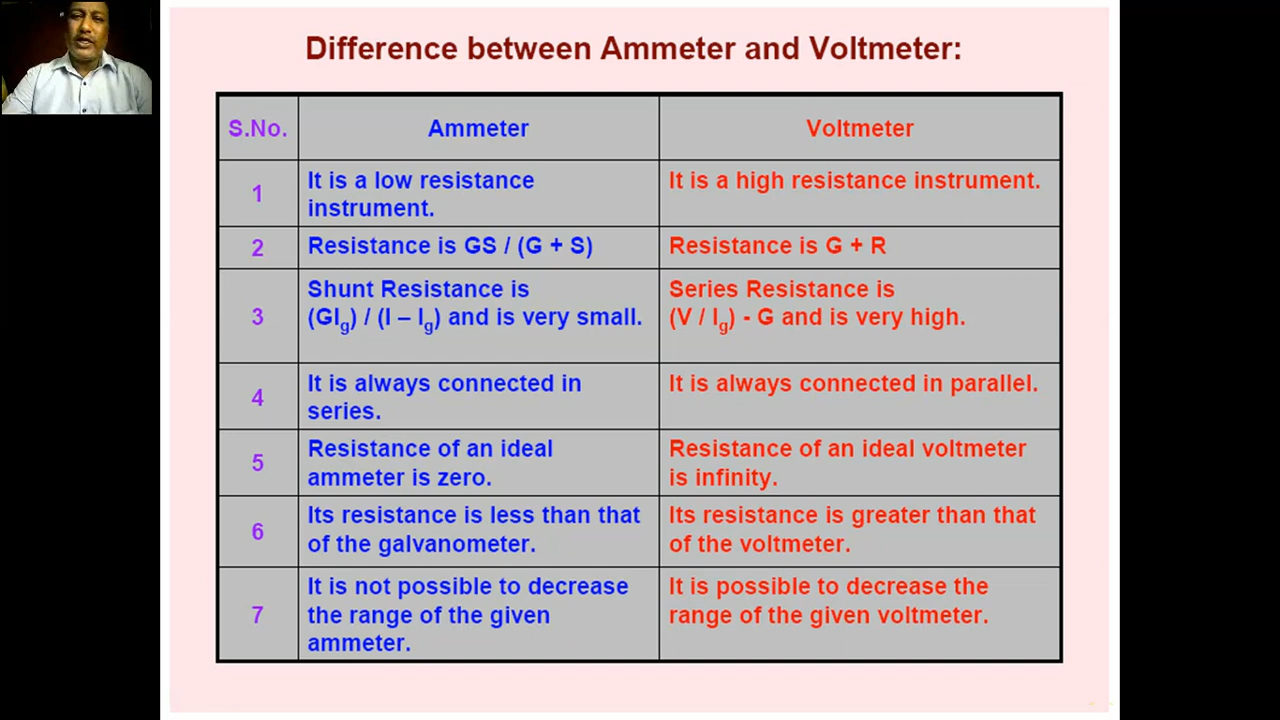 Difference between Ammeter and Voltmeter:
S.No.
Ammeter
Voltmeter
1
It is a low resistance
instrument.
It is a high resistance instrument.
2
Resistance is GS / (G + S)
Resistance is G + R
3
Shunt Resistance is
(GIg) / (I – Ig) and is very small.
Series Resistance is
(V / Ig) - G and is very high.
4
It is always connected in
series.
It is always connected in parallel.
5
Resistance of an ideal
ammeter is zero.
Resistance of an ideal voltmeter
is infinity.
6
Its resistance is less than that
of the galvanometer.
Its resistance is greater than that
of the voltmeter.
7
It is not possible to decrease
the range of the given
ammeter.
It is possible to decrease the
range of the given voltmeter.